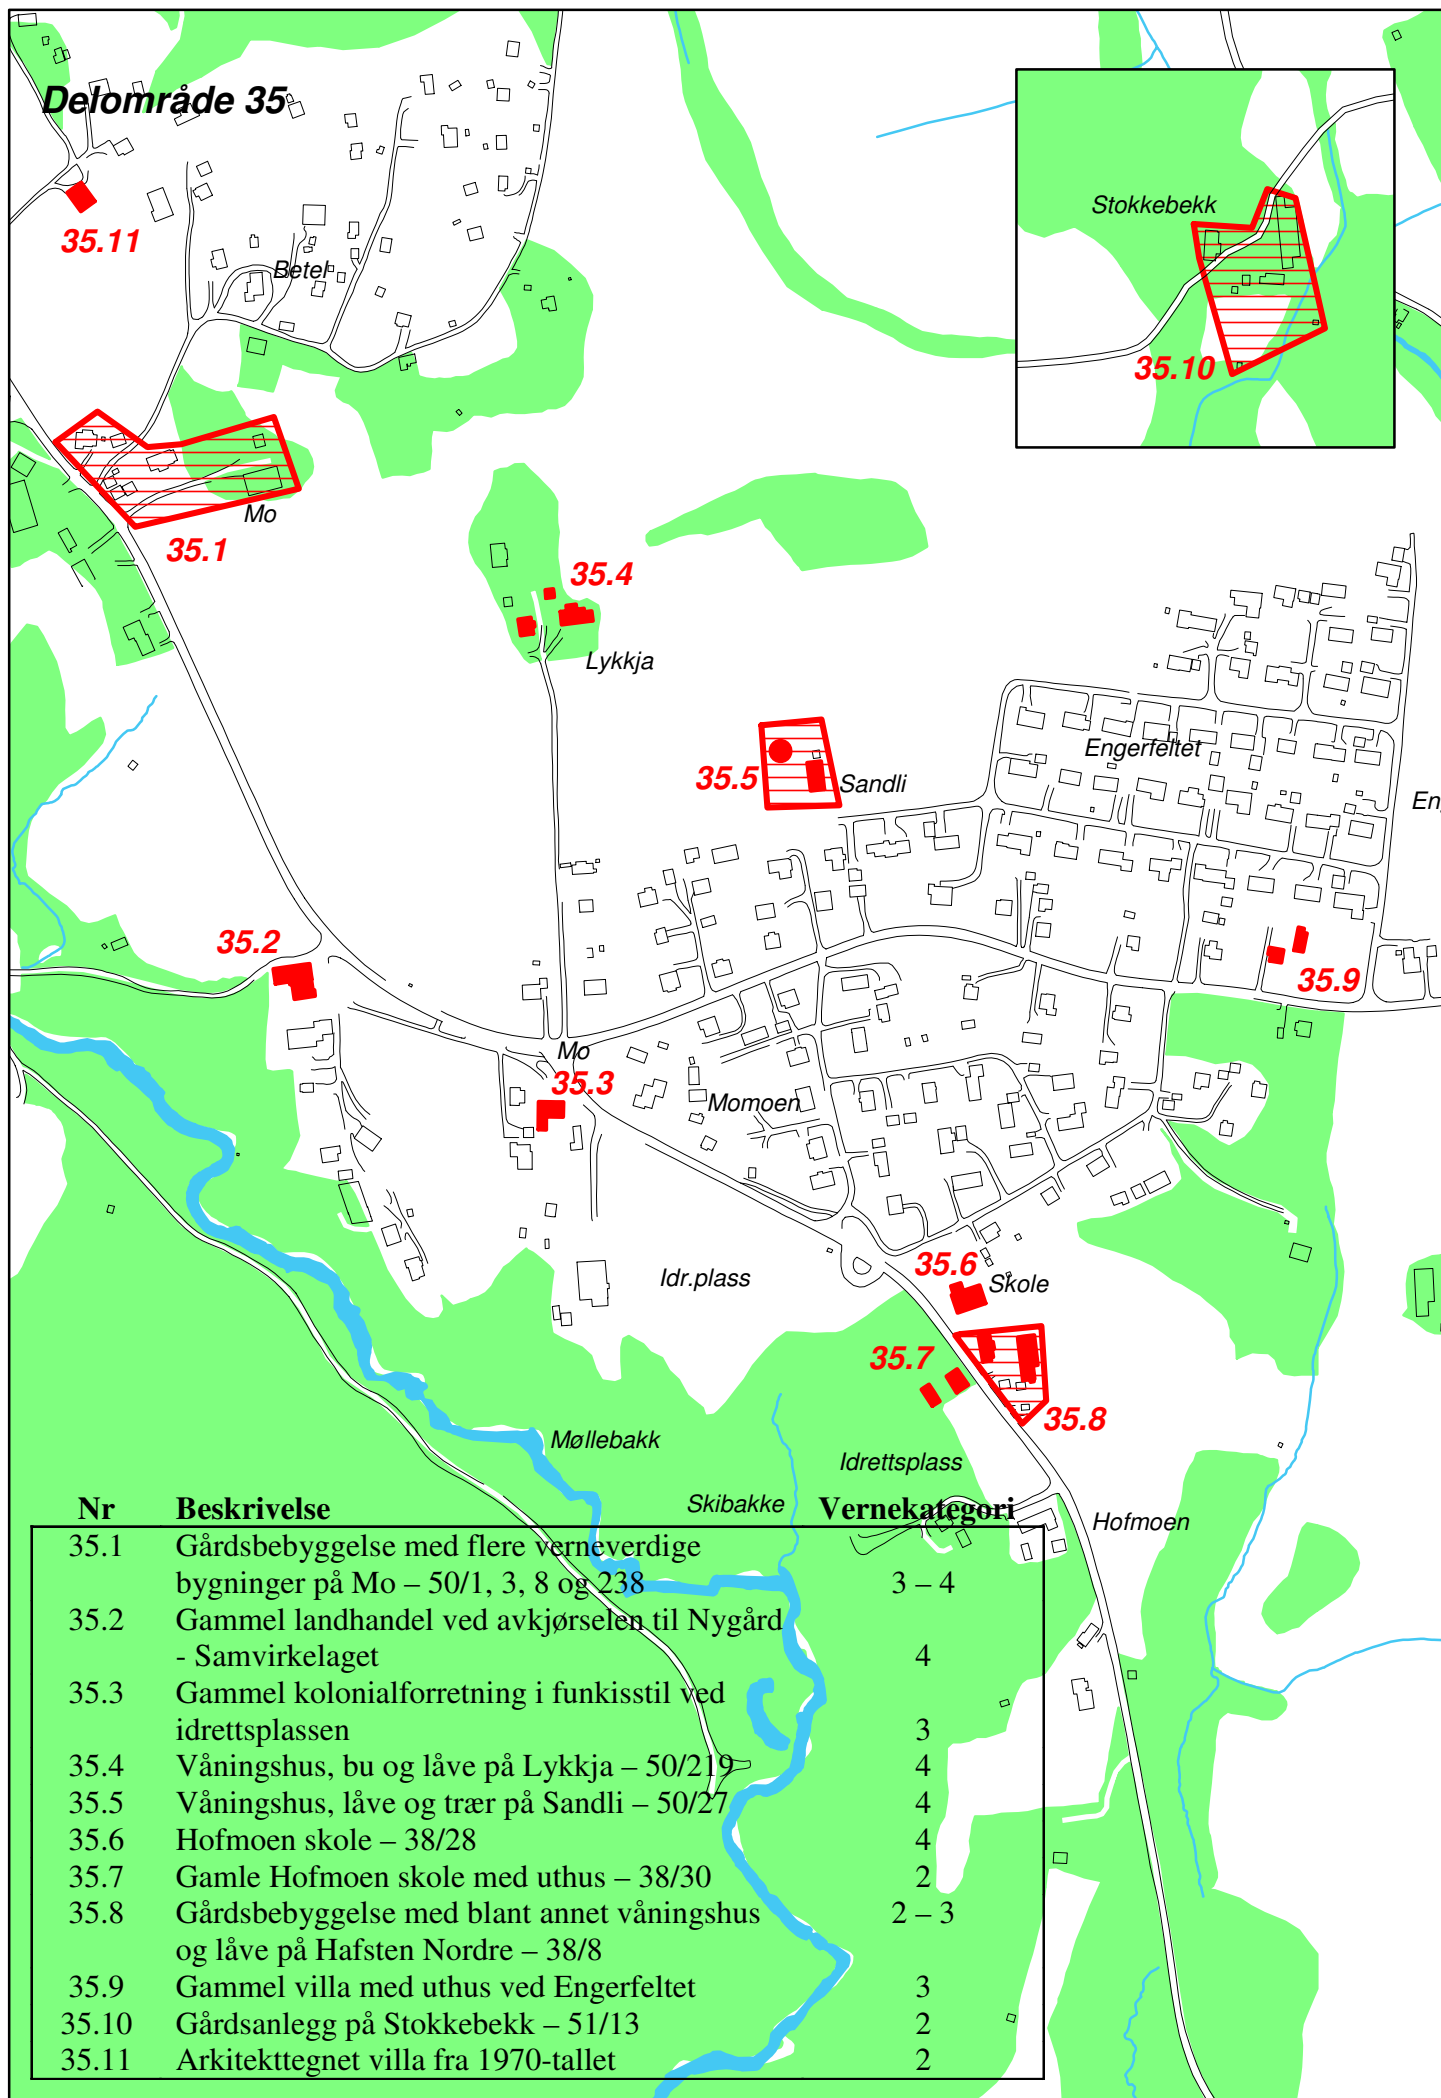 Delområde 35
Stokkebekk
35.11
Betel
35.10
Mo
35.1
35.4
Lykkja
Engerfeltet
35.5
Sandli
35.2
35.9
Mo
35.3
Momoen
35.6
Skole
Idr.plass
35.7
35.8
Møllebakk
Idrettsplass
Skibakke
Hofmoen
Nr Beskrivelse Vernekategori
35.1 Gårdsbebyggelse med flere verneverdige
bygninger på Mo – 50/1, 3, 8 og 238 3 – 4
35.2 Gammel landhandel ved avkjørselen til Nygård
- Samvirkelaget 4
35.3 Gammel kolonialforretning i funkisstil ved
idrettsplassen 3
35.4 Våningshus, bu og låve på Lykkja – 50/219 4
35.5 Våningshus, låve og trær på Sandli – 50/27 4
35.6 Hofmoen skole – 38/28 4
35.7 Gamle Hofmoen skole med uthus – 38/30 2
35.8 Gårdsbebyggelse med blant annet våningshus 2 – 3
og låve på Hafsten Nordre – 38/8
35.9 Gammel villa med uthus ved Engerfeltet 3
35.10 Gårdsanlegg på Stokkebekk – 51/13 2
35.11 Arkitekttegnet villa fra 1970-tallet 2